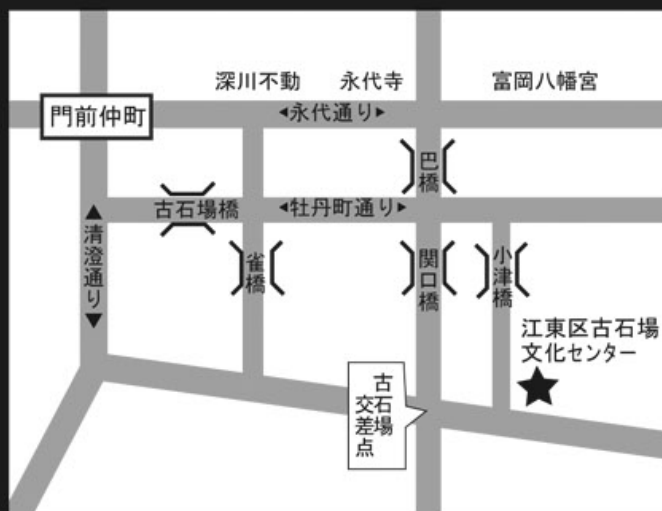 深川不動
永代寺
富岡八幡宮
門前仲町
◀永代通り▶
巴橋
古石場橋
◀牡丹町通り▶
▲清澄通り▼
雀橋
関口橋
小津橋
江東区古石場
文化センター
古石場
交差点